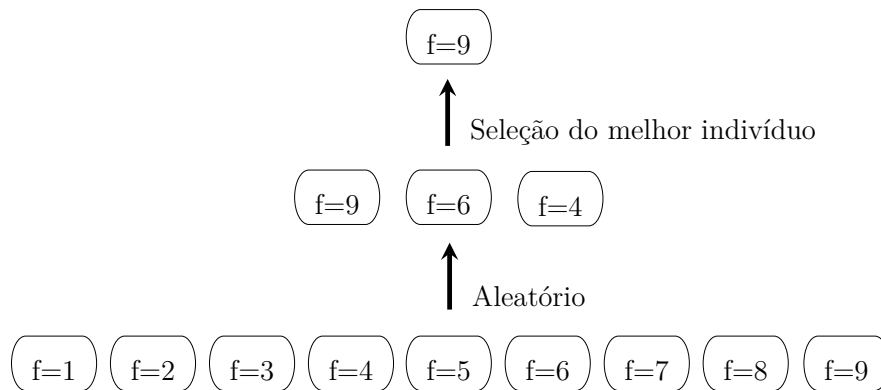 f=9
Seleção do melhor indivíduo
f=9 f=6 f=4
Aleatório
f=1 f=2 f=3 f=4 f=5 f=6 f=7 f=8 f=9